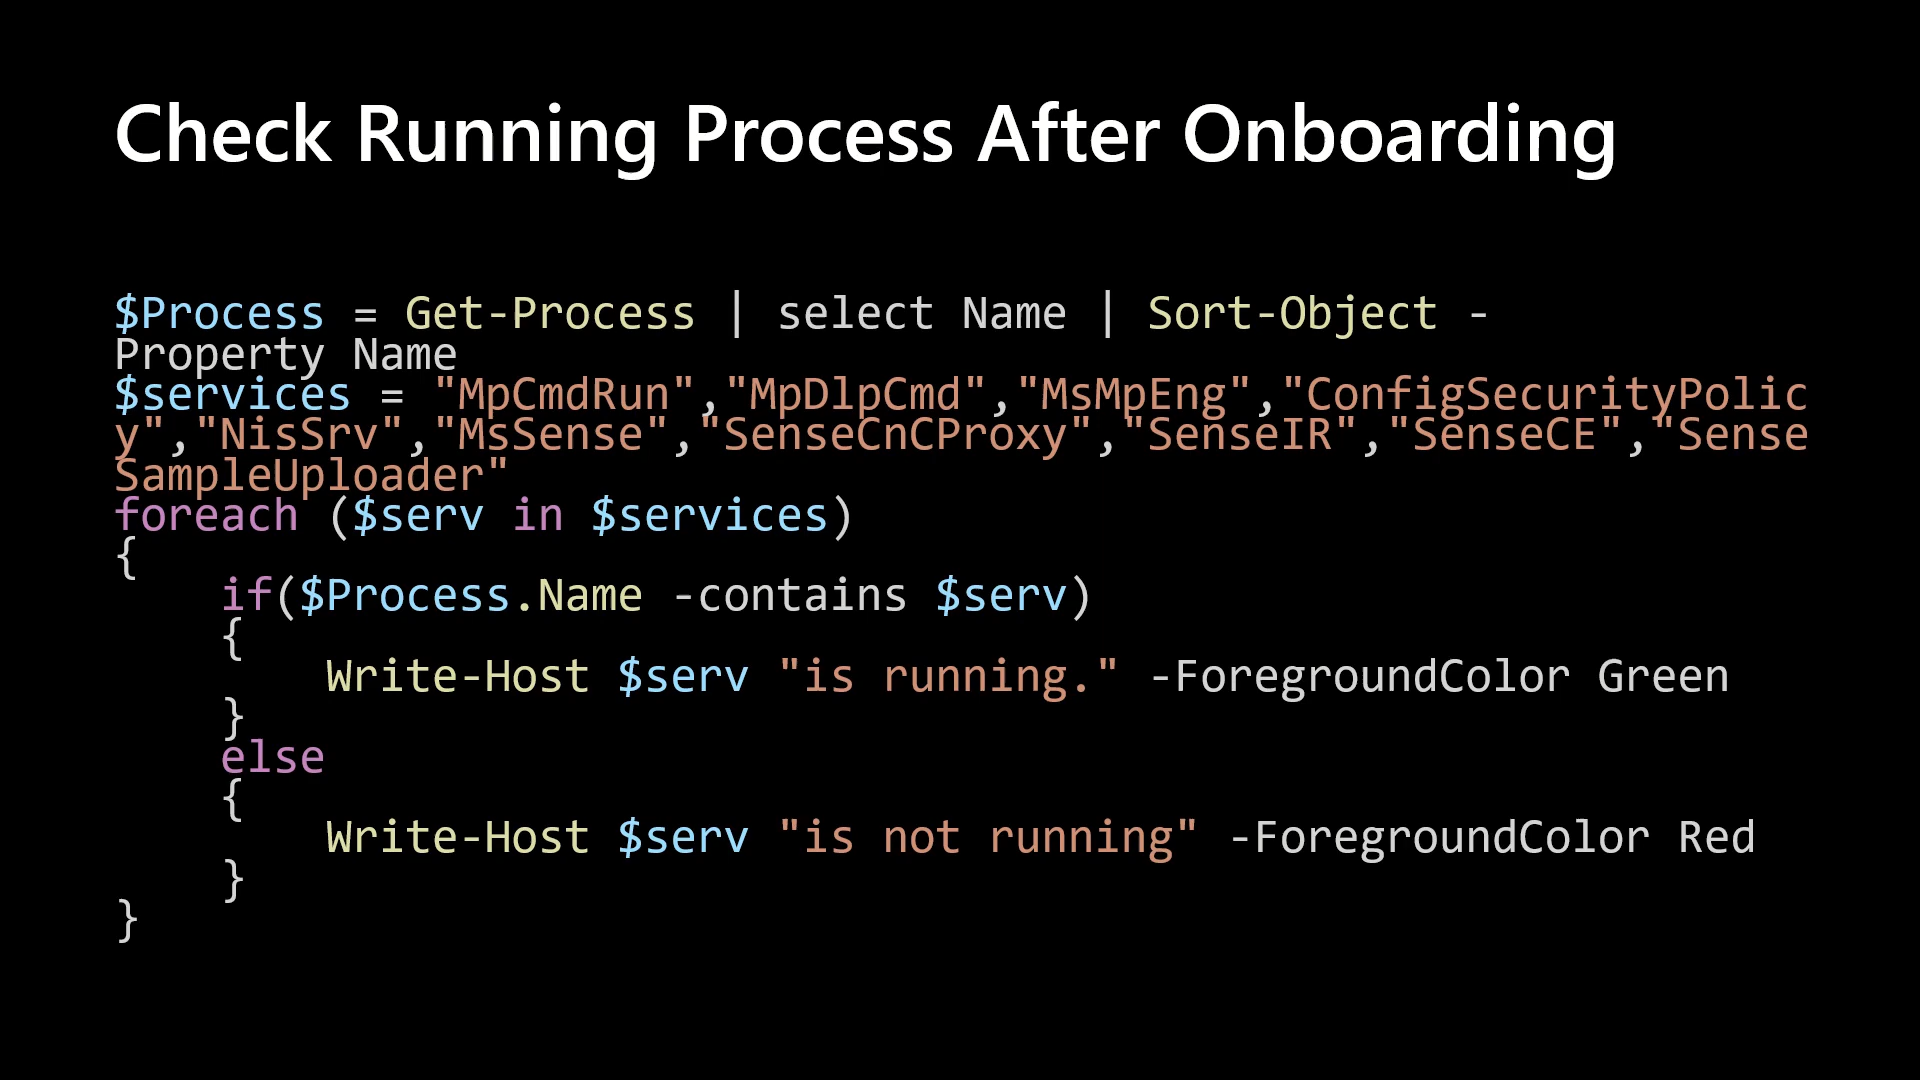 Check Running Process After Onboarding
$Process = Get-Process | select Name | Sort-Object -
Property Name
$services = "MpCmdRun","MpDlpCmd","MsMpEng","ConfigSecurityPolic
y","NisSrv","MsSense","SenseCnCProxy","SenseIR","SenseCE","Sense
SampleUploader"
foreach ($serv in $services)
{
    if($Process.Name -contains $serv)
    {
        Write-Host $serv "is running." -ForegroundColor Green
    }
    else
    {
        Write-Host $serv "is not running" -ForegroundColor Red
    }
}